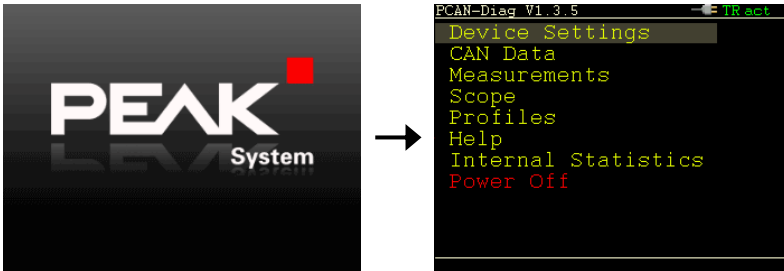 PEAK
System
PCAN-Diag V1.3.5 TR act
Device Settings
CAN Data
Measurements
Scope
Profiles
Help
Internal Statistics
Power Off